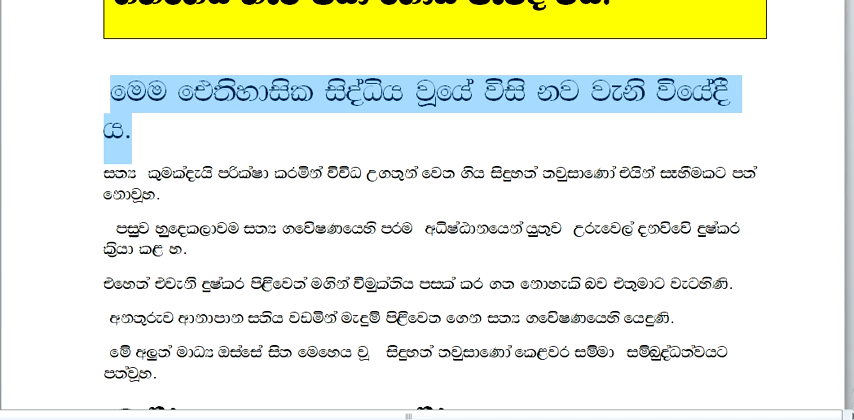 මෙම ඓතිහාසික සිද්ධිය වූයේ විසි නව වැනි වියේදී
ය.
සත්‍ය කුමක්දැයි පරික්ෂා කරමින් විවිධ උගතුන් වෙත ගිය සිදුහත් තවුසාණෝ එයින් සෑහීමකට පත්
නොවූහ.
පසුව හුදෙකලාවම සත්‍ය ගවේෂණයෙහි පරම අධිෂ්ඨානයෙන් යුතුව උරුවෙල් දනව්වේ දුෂ්කර
ක්‍රියා කළ හ.
එහෙත් එවැනි දුෂ්කර පිළිවෙත් මගින් විමුක්තිය පසක් කර ගත නොහැකි බව එතුමාට වැටහිණි.
අනතුරුව ආනාපාන සතිය වඩමින් මැදුම් පිළිවෙත ගෙන සත්‍ය ගවේෂණයෙහි යෙදුණි.
මේ අලුත් මාධ්‍ය ඔස්සේ සිත මෙහෙය වූ සිදුහත් තවුසාණෝ කෙළවර සම්මා සම්බුද්ධත්වයට
පත්වූහ.